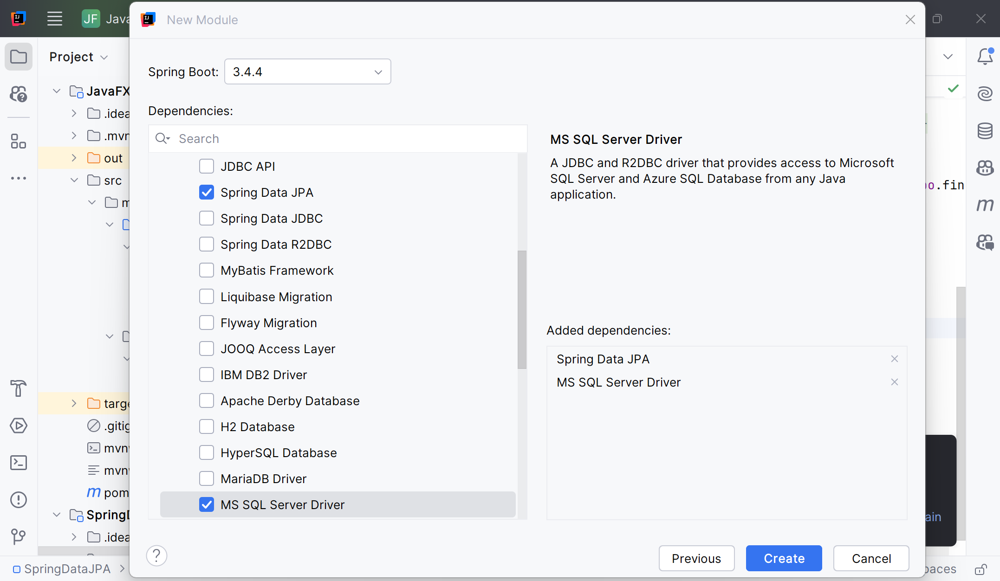 JF Java
New Module
Project
JavaFX
.idea
.mvn
out
src
m
targe
.gitig
mvnv
mvnv
pom
SpringD
.idea
Spring Boot:
3.4.4
Dependencies:
Search
JDBC API
Spring Data JPA
Spring Data JDBC
Spring Data R2DBC
MyBatis Framework
Liquibase Migration
Flyway Migration
JOOQ Access Layer
IBM DB2 Driver
Apache Derby Database
H2 Database
HyperSQL Database
MariaDB Driver
MS SQL Server Driver
MS SQL Server Driver
A JDBC and R2DBC driver that provides access to Microsoft
SQL Server and Azure SQL Database from any Java
application.
Added dependencies:
Spring Data JPA
MS SQL Server Driver
Previous
Create
Cancel
o.fin
m
ain
SpringDataJPA
paces